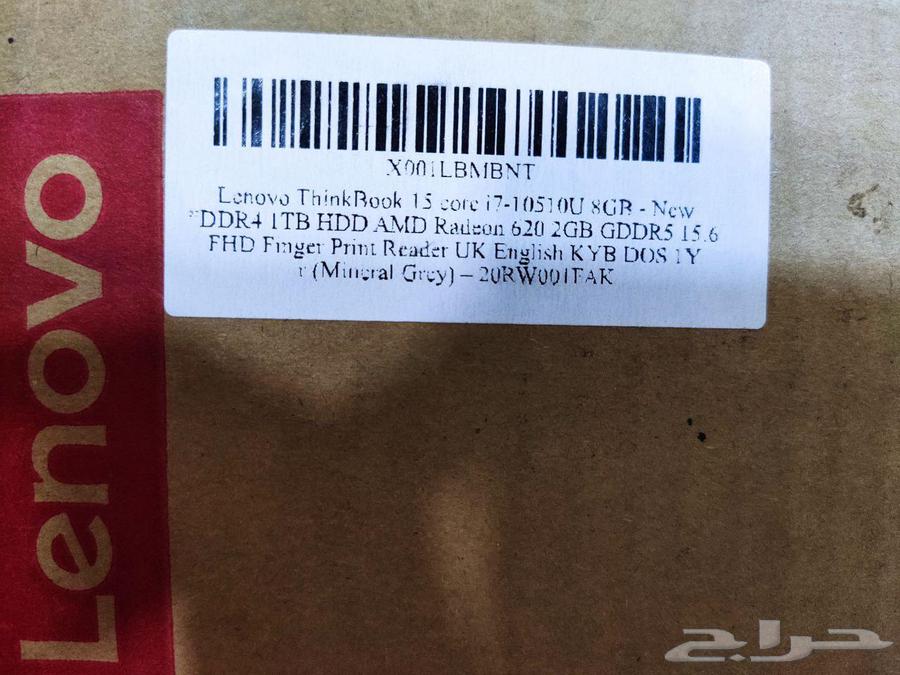 Lenovo
X001LBMBNT
Lenovo ThinkBook 15 core i7-10510U 8GB - New
DDR4 1TB HDD AMD Radeon 620 2GB GDDR5 15.6
FHD Finger Print Reader UK English KYB DOS 1Y
r (Mineral Grey) – 20RW001FAK
حراج